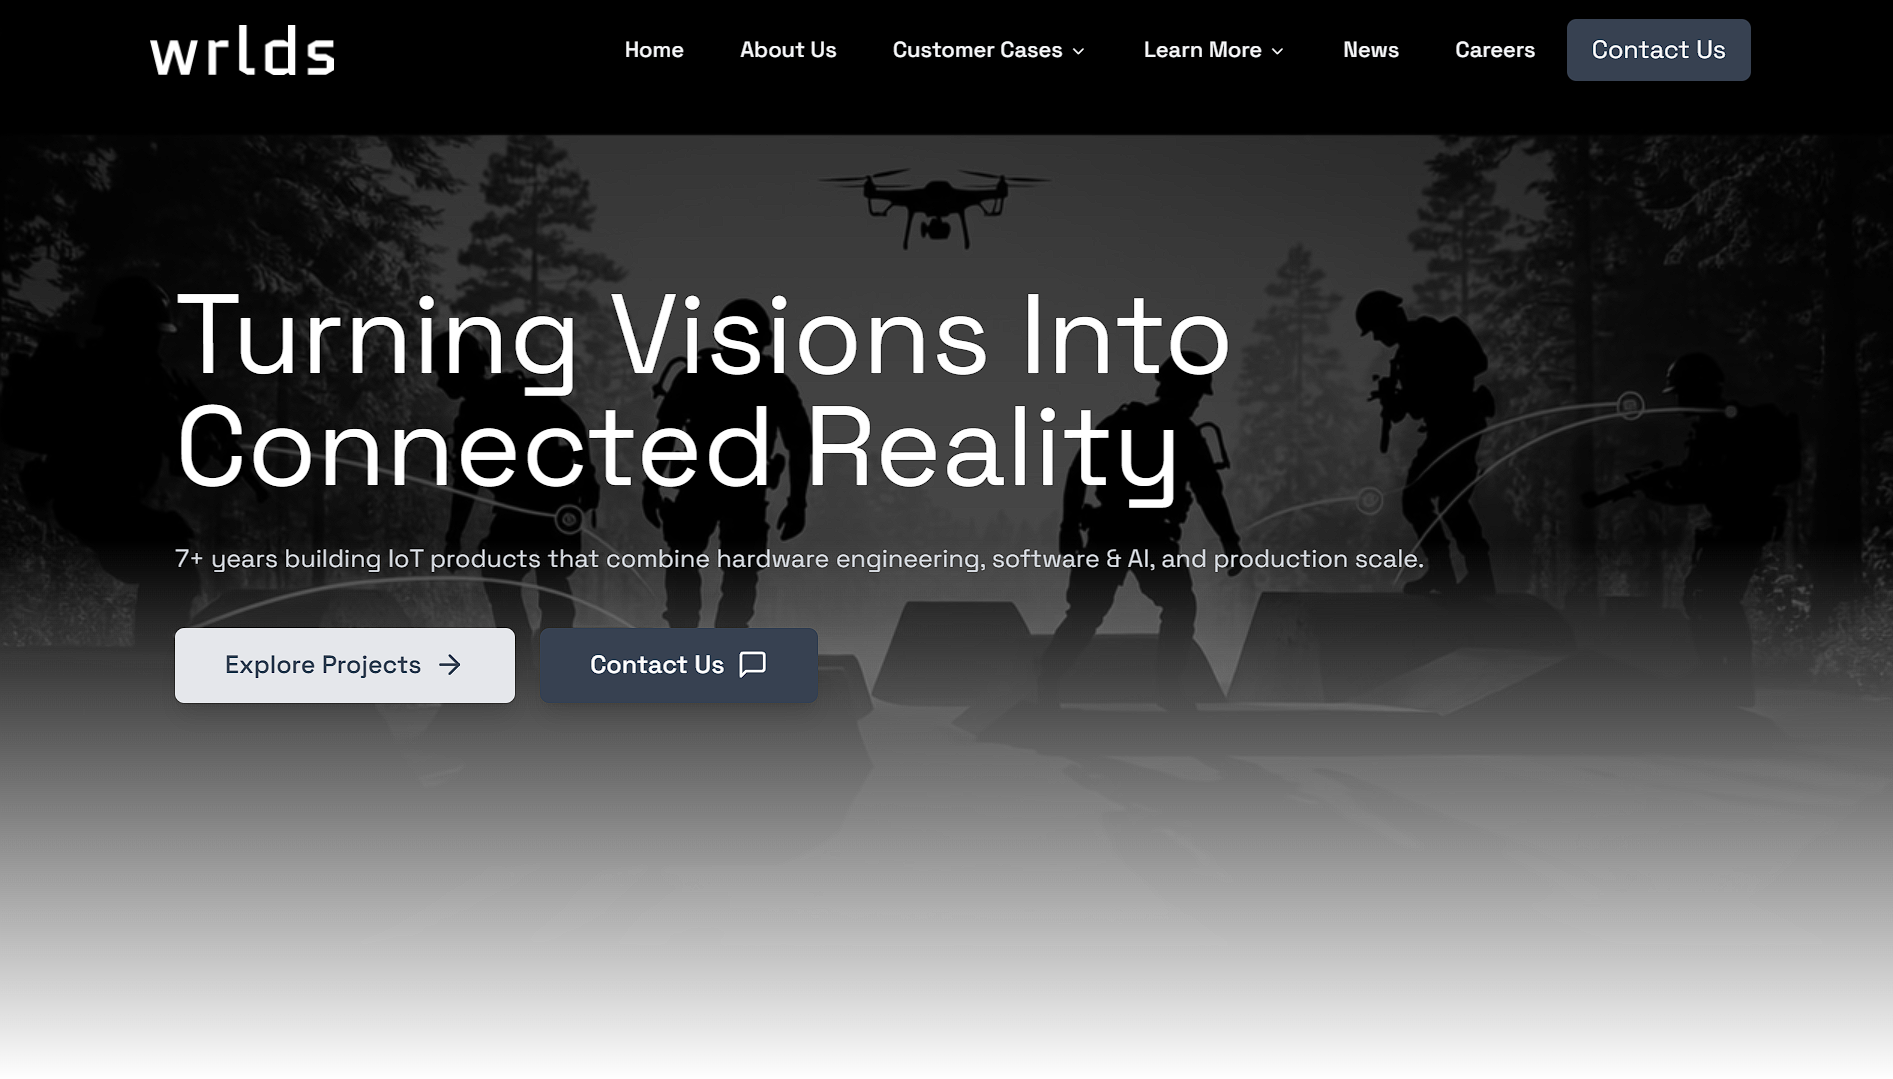 wrlds
Home
About Us
Customer Cases
Learn More
News
Careers
Contact Us
Turning Visions Into
Connected Reality
7+ years building IoT products that combine hardware engineering, software & AI, and production scale.
Explore Projects
Contact Us